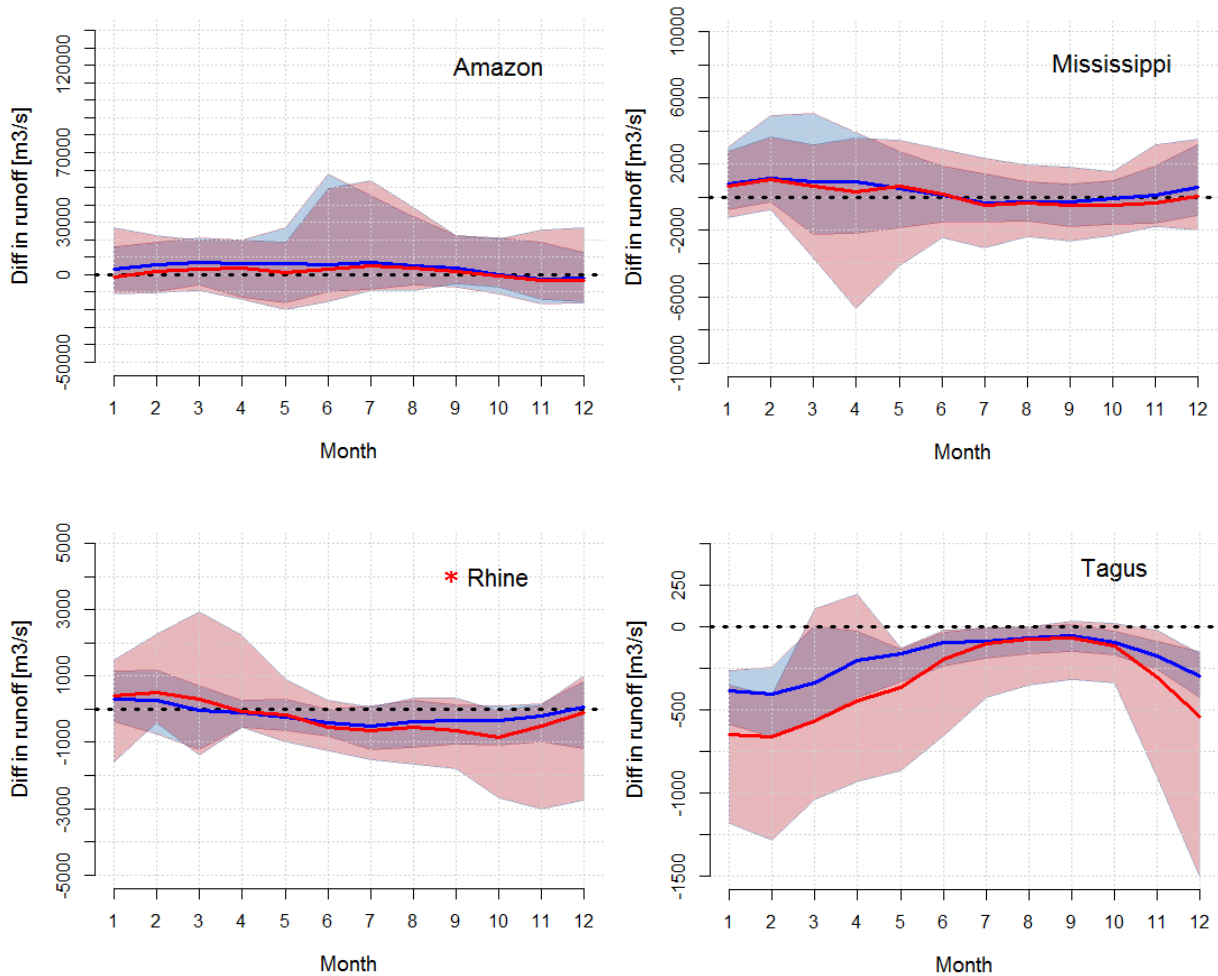 Amazon
Diff in runoff [m3/s]
120000
70000
30000
0
-50000
1 2 3 4 5 6 7 8 9 10 11 12
Month
Mississippi
Diff in runoff [m3/s]
10000
6000
2000
-2000
-6000
-10000
1 2 3 4 5 6 7 8 9 10 11 12
Month
* Rhine
Diff in runoff [m3/s]
5000
3000
1000
-1000
-3000
-5000
1 2 3 4 5 6 7 8 9 10 11 12
Month
Tagus
Diff in runoff [m3/s]
250
0
-500
-1000
-1500
1 2 3 4 5 6 7 8 9 10 11 12
Month